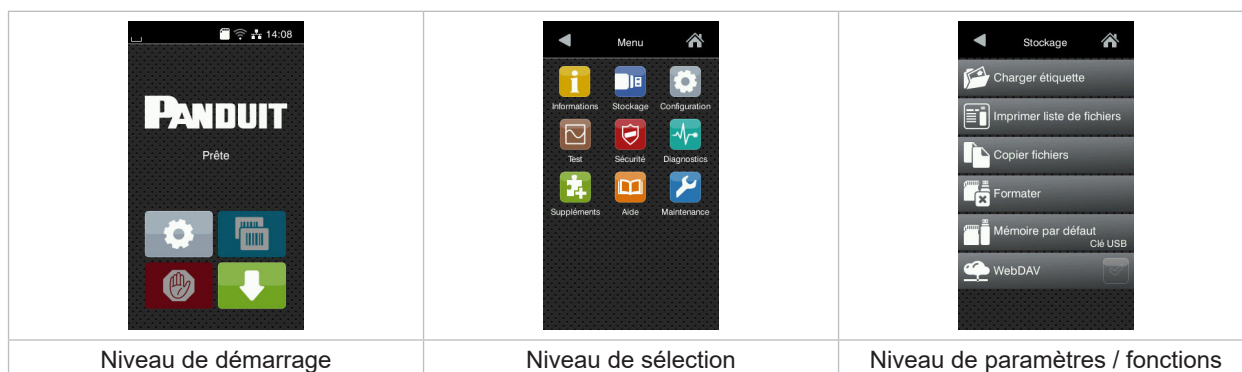 14:08
PANDUIT
Prête
Menu
Informations Stockage Configuration
Test Sécurité Diagnostics
Suppléments Aide Maintenance
Stockage
Charger étiquette
Imprimer liste de fichiers
Copier fichiers
Formater
Mémoire par défaut
Clé USB
WebDAV
Niveau de démarrage
Niveau de sélection
Niveau de paramètres / fonctions